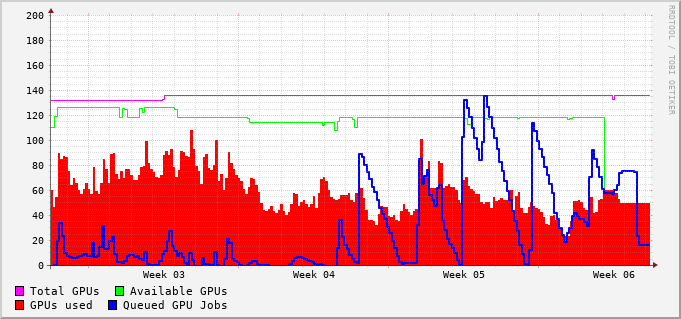 200
180
160
140
120
100
80
60
40
20
0
Week 03 Week 04 Week 05 Week 06
Total GPUs Available GPUs
GPUs used Queued GPU Jobs
RRDTOOL / TOBI OETIKER